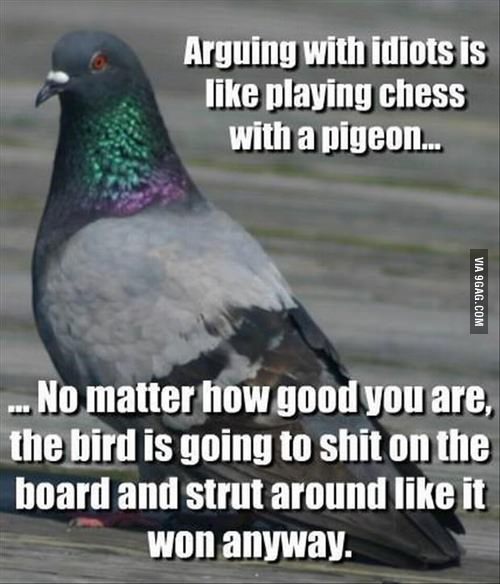 Arguing with idiots is
like playing chess
with a pigeon...
VIA 9GAG.COM
... No matter how good you are,
the bird is going to shit on the
board and strut around like it
won anyway.